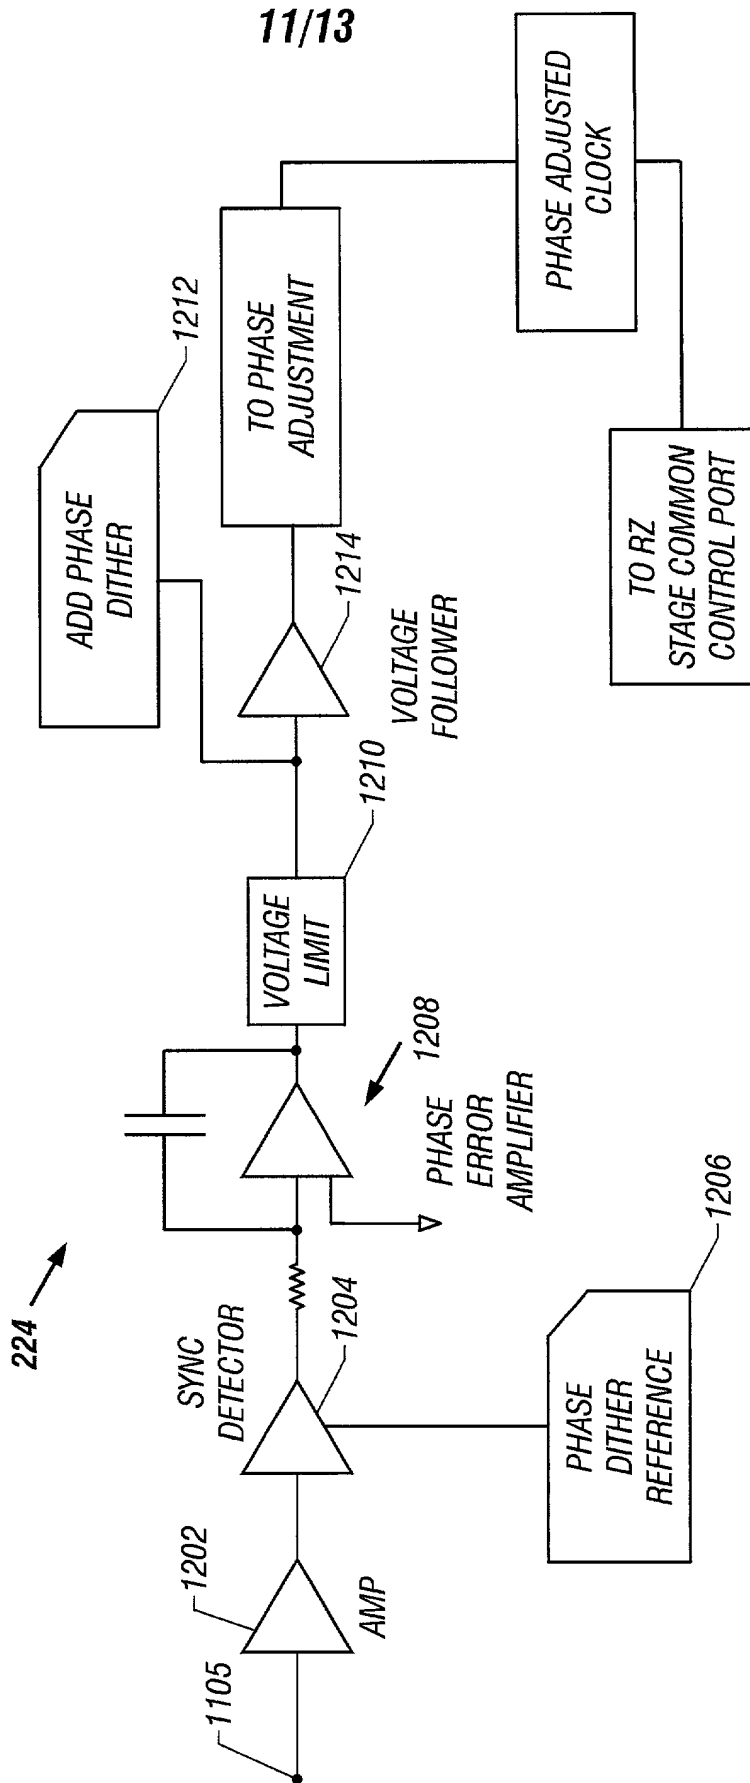 11/13
224
1105
1202
AMP
SYNC
DETECTOR
1204
PHASE
DITHER
REFERENCE
1206
PHASE
ERROR
AMPLIFIER
1208
VOLTAGE
LIMIT
1210
ADD PHASE
DITHER
1212
VOLTAGE
FOLLOWER
1214
TO PHASE
ADJUSTMENT
PHASE ADJUSTED
CLOCK
TO RZ
STAGE COMMON
CONTROL PORT